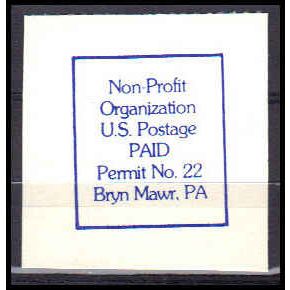 Non-Profit
Organization
U.S. Postage
PAID
Permit No. 22
Bryn Mawr, PA